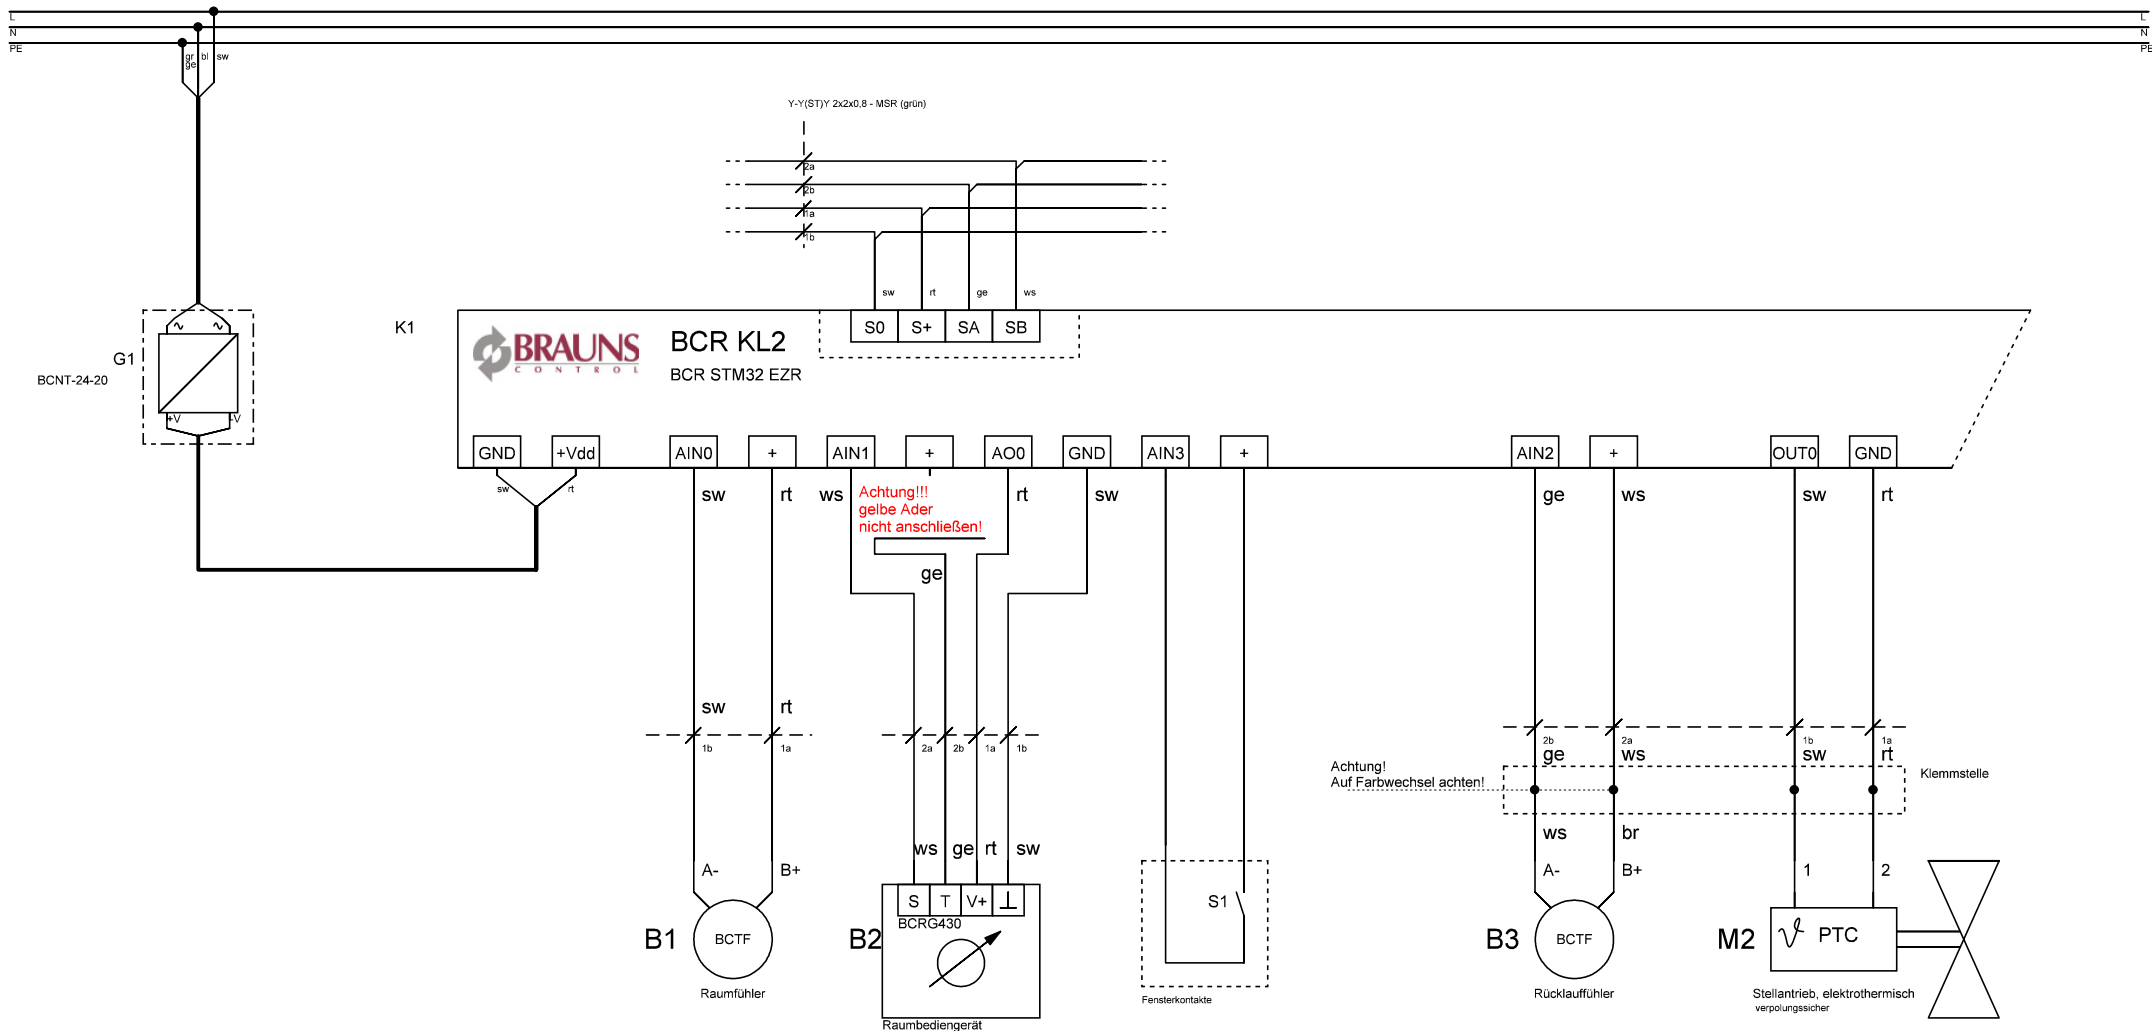 L
L
N
N
PE
PE
gr
ge
bl
sw
Y-Y(ST)Y 2x2x0,8 - MSR (grün)
2a
2b
1a
1b
sw
rt
ge
ws
K1
BRAUNS
CONTROL
BCR KL2
BCR STM32 EZR
S0
S+
SA
SB
G1
BCNT-24-20
~
~
+V
-V
GND
+Vdd
AIN0
+
AIN1
+
AO0
GND
AIN3
+
AIN2
+
OUT0
GND
sw
rt
sw
rt
ws
Achtung!!!
gelbe Ader
nicht anschließen!
rt
sw
ge
ws
sw
rt
ge
sw
rt
1b
1a
2a
2b
1a
1b
2b
2a
1b
1a
ge
ws
sw
rt
Achtung!
Auf Farbwechsel achten!
Klemmstelle
ws
br
ws
ge
rt
sw
A-
B+
A-
B+
1
2
S
T
V+
BCRG430
S1
B1
BCTF
B2
B3
BCTF
M2
PTC
Raumfühler
Raumbediengerät
Fensterkontakte
Rücklauffühler
Stellantrieb, elektrothermisch
verpolungssicher